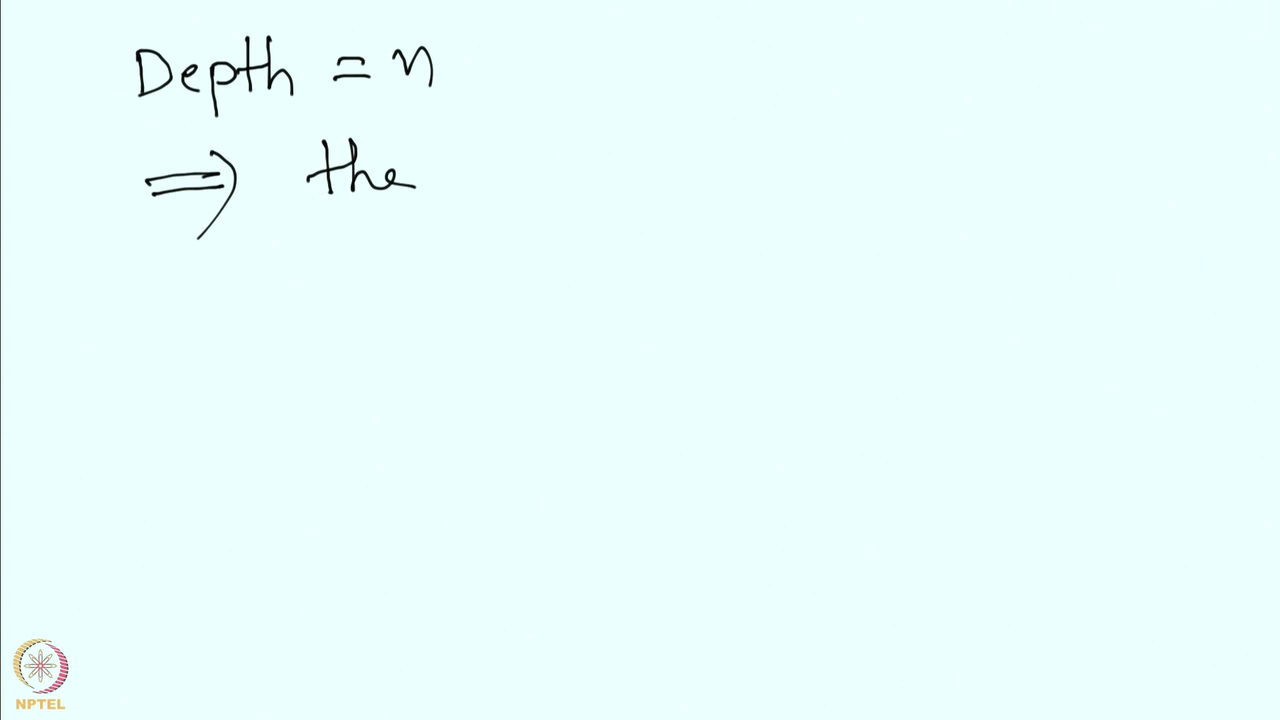 Depth = n
⇒ the
NPTEL